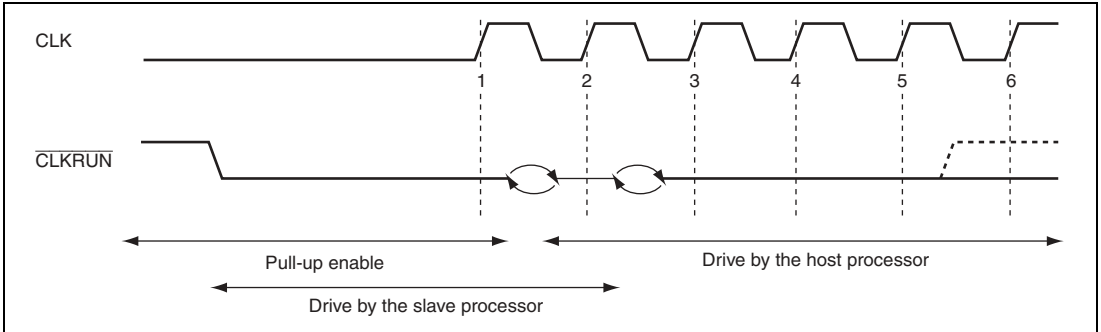 CLK
1 2 3 4 5 6
CLKRUN
Pull-up enable
Drive by the host processor
Drive by the slave processor